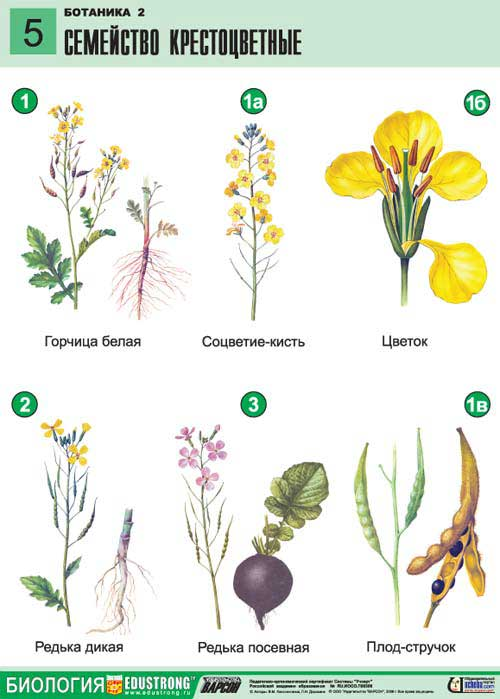 5
БОТАНИКА 2
СЕМЕЙСТВО КРЕСТОЦВЕТНЫЕ
1
1а
1б
Горчица белая
Соцветие-кисть
Цветок
2
3
1в
Редька дикая
Редька посевная
Плод-стручок
БИОЛОГИЯ
EDUSTRONG
www.edustrong.ru
ВАРСОН